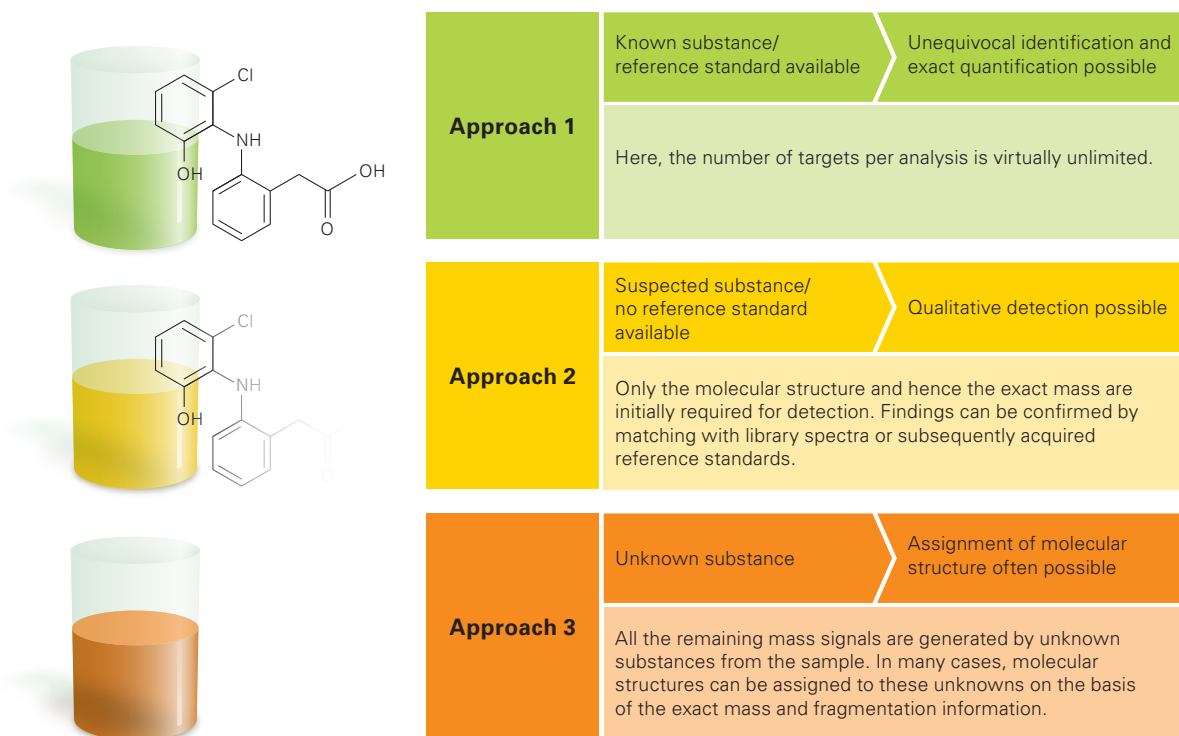 Cl
NH
OH
OH
O
Approach 1
Known substance/
reference standard available
Unequivocal identification and
exact quantification possible
Here, the number of targets per analysis is virtually unlimited.
Cl
NH
OH
O
Approach 2
Suspected substance/
no reference standard
available
Qualitative detection possible
Only the molecular structure and hence the exact mass are
initially required for detection. Findings can be confirmed by
matching with library spectra or subsequently acquired
reference standards.
Approach 3
Unknown substance
Assignment of molecular
structure often possible
All the remaining mass signals are generated by unknown
substances from the sample. In many cases, molecular
structures can be assigned to these unknowns on the basis
of the exact mass and fragmentation information.